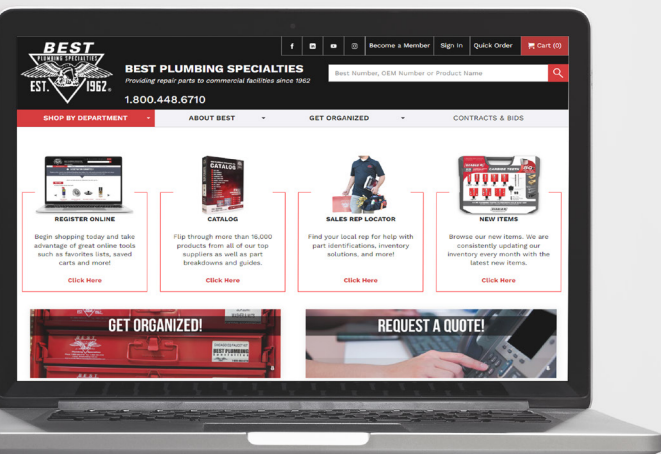 BEST
PLUMBING SPECIALTIES
EST. 1962
BEST PLUMBING SPECIALTIES
Providing repair parts to commercial facilities since 1962
1.800.448.6710
Become a Member
Sign In
Quick Order
Cart (0)
Best Number, OEM Number or Product Name
SHOP BY DEPARTMENT
ABOUT BEST
GET ORGANIZED
CONTRACTS & BIDS
REGISTER ONLINE
Begin shopping today and take
advantage of great online tools
such as favorites lists, saved
carts and more!
Click Here
CATALOG
CATALOG
Flip through more than 16,000
products from all of our top
suppliers as well as part
breakdowns and guides.
Click Here
SALES REP LOCATOR
Find your local rep for help with
part identifications, inventory
solutions, and more!
Click Here
NEW ITEMS
Browse our new items. We are
consistently updating our
inventory every month with the
latest new items.
Click Here
GET ORGANIZED!
BEST PLUMBING
REQUEST A QUOTE!